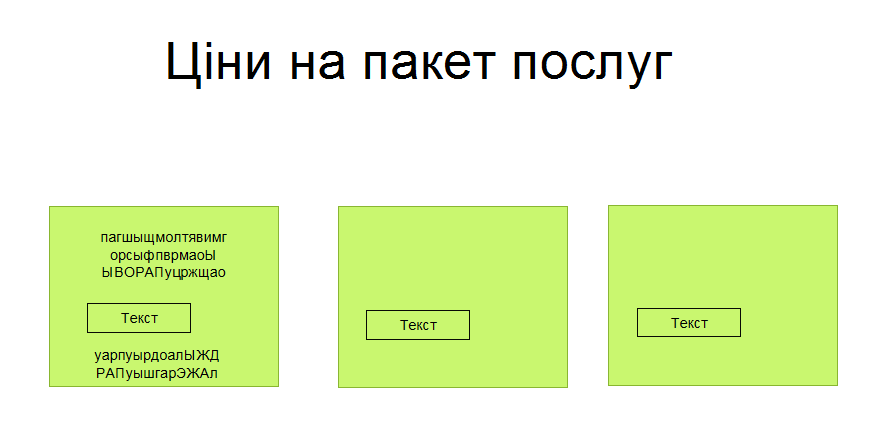 Ціни на пакет послуг
пагшыщмолтявимг
орсыфпврмаоЫ
ЫВОРАПуцржщао
Текст
уарпуырдоалЫЖД
РАПуышгарЭЖАл
Текст
Текст